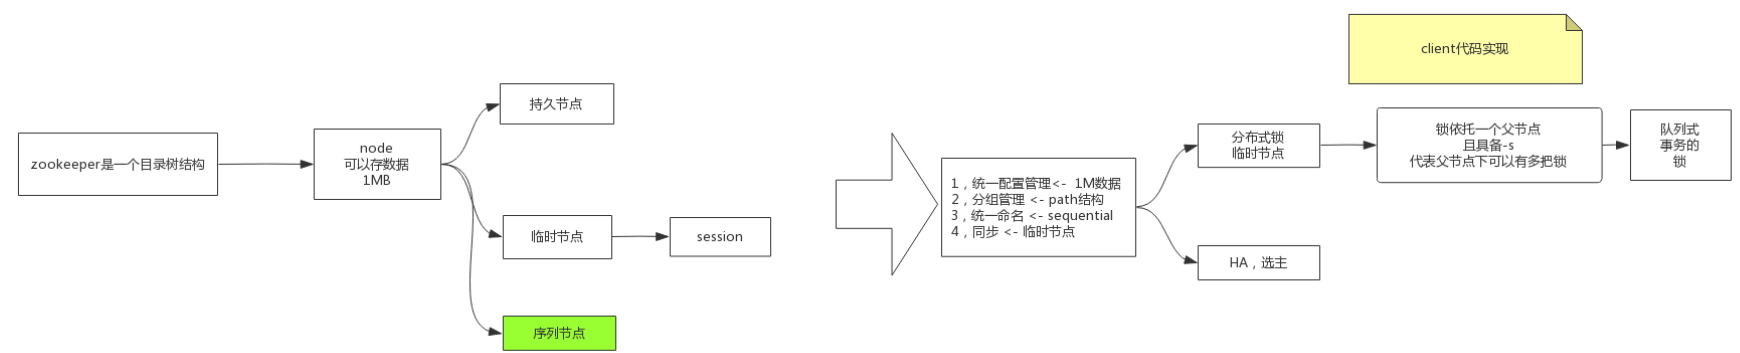 zookeeper是一个目录树结构
node
可以存数据
1MB
持久节点
临时节点
session
序列节点
1，统一配置管理<-  1M数据
2，分组管理 <- path结构
3，统一命名 <- sequential
4，同步 <- 临时节点
client代码实现
分布式锁
临时节点
锁依托一个父节点
且具备-s
代表父节点下可以有多把锁
队列式
事务的
锁
HA，选主